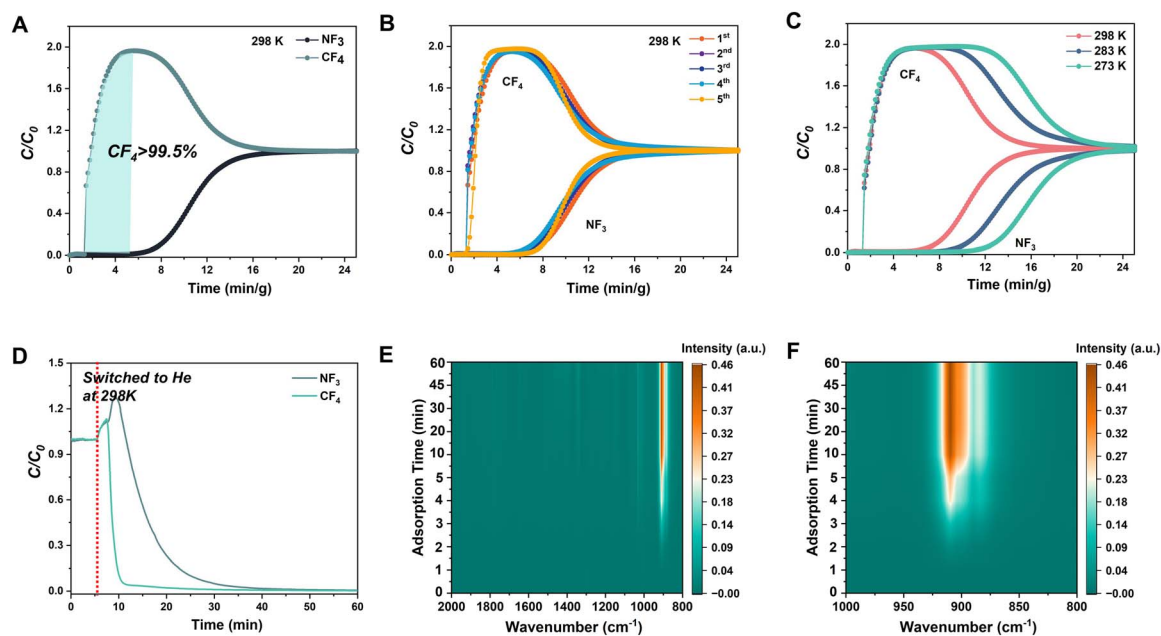 A
298 K
NF3
CF4
CF4>99.5%
C/C0
2.0
1.6
1.2
0.8
0.4
0.0
0 4 8 12 16 20 24
Time (min/g)
B
298 K
1st
2nd
3rd
4th
5th
CF4
NF3
C/C0
2.0
1.6
1.2
0.8
0.4
0.0
0 4 8 12 16 20 24
Time (min/g)
C
298 K
283 K
273 K
CF4
NF3
C/C0
2.0
1.6
1.2
0.8
0.4
0.0
0 4 8 12 16 20 24
Time (min/g)
D
Switched to He
at 298K
NF3
CF4
C/C0
1.5
1.2
0.9
0.6
0.3
0.0
0 10 20 30 40 50 60
Time (min)
E
Intensity (a.u.)
Adsorption Time (min)
60
45
30
20
10
5
4
3
2
1
0
2000 1800 1600 1400 1200 1000 800
Wavenumber (cm-1)
0.46
0.41
0.36
0.32
0.27
0.23
0.18
0.14
0.09
0.04
−0.00
F
Intensity (a.u.)
Adsorption Time (min)
60
45
30
20
10
5
4
3
2
1
0
1000 950 900 850 800
Wavenumber (cm-1)
0.46
0.41
0.36
0.32
0.27
0.23
0.18
0.14
0.09
0.04
−0.00